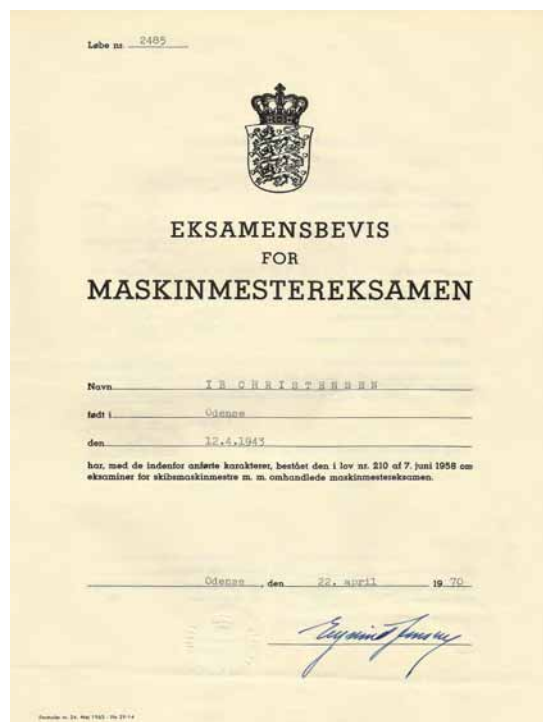 Løbe nr. 2485
EKSAMENSBEVIS
FOR
MASKINMESTEREKSAMEN
Navn IB CHRISTENSEN
født i Odense
den 12.4.1943
har, med de indenfor anførte karakterer, bestået den i lov nr. 210 af 7. juni 1958 om
eksaminer for skibsmaskinmestre m. m. omhandlede maskinmestereksamen.
Odense, den 22. april 1970